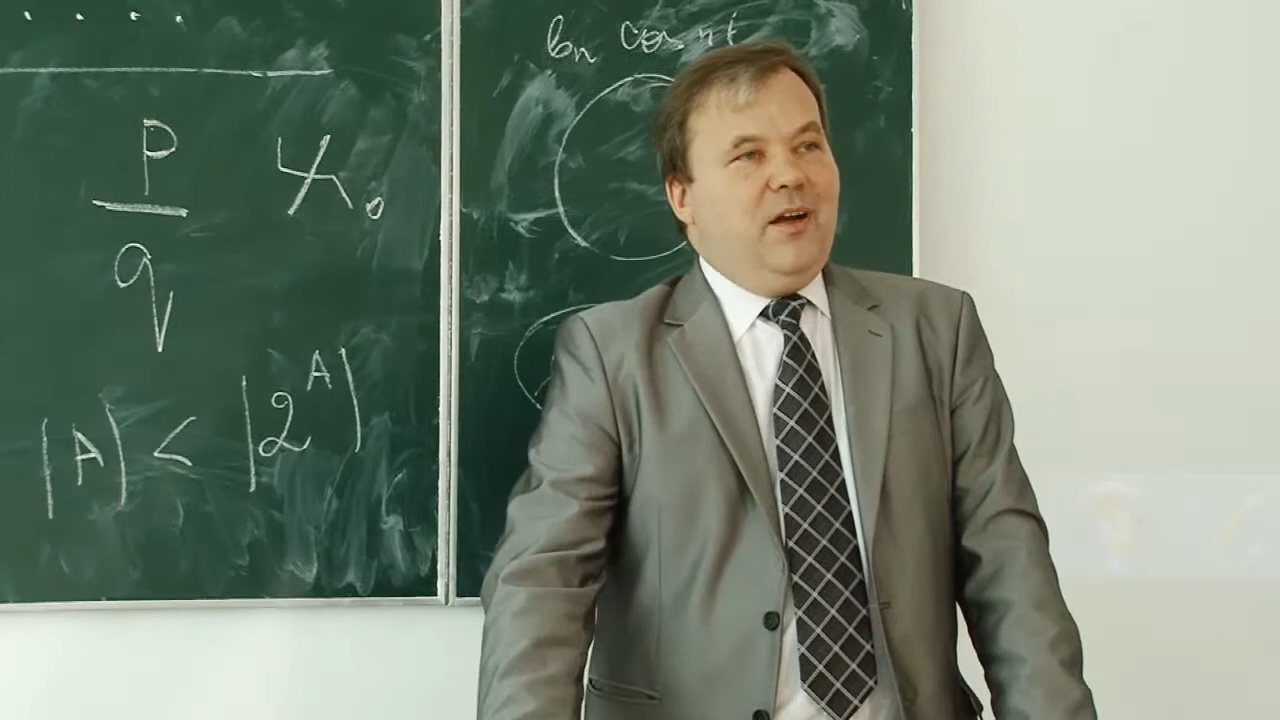 p
q
ℵ₀
|A| < |2^A|